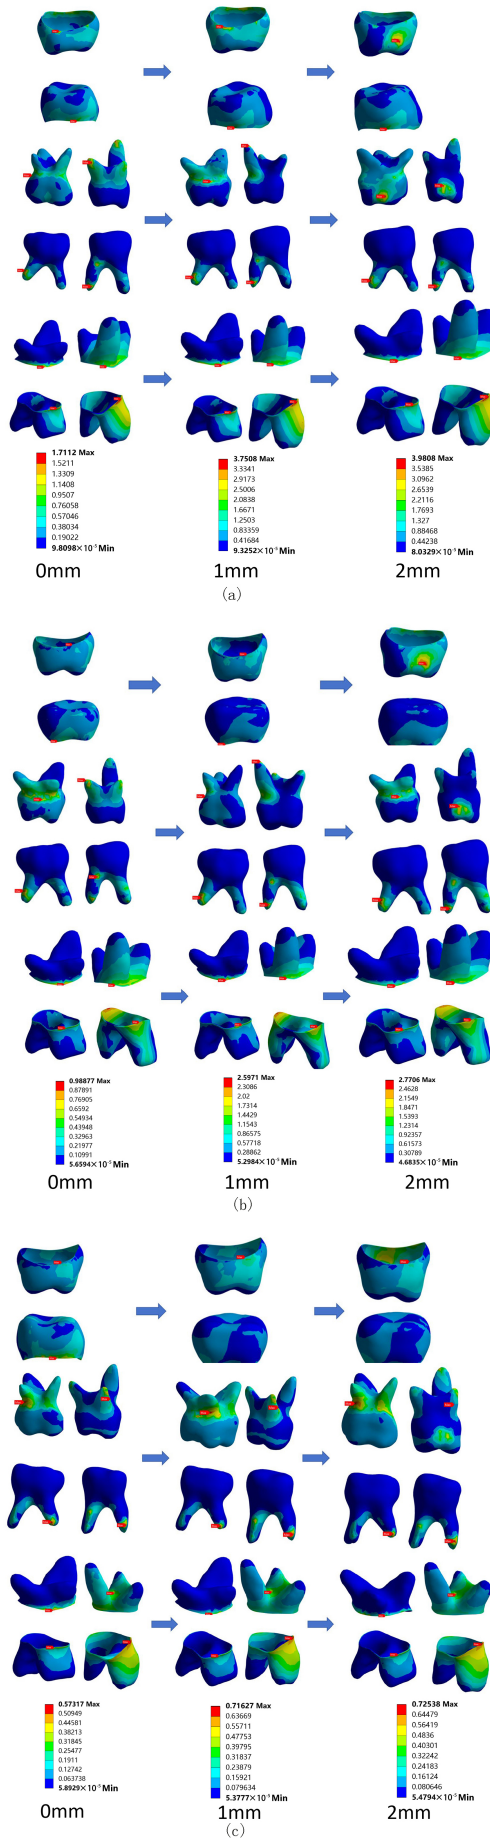 1.7112 Max
1.5211
1.3309
1.1408
0.9507
0.76058
0.57046
0.38034
0.19022
9.8098×10⁻⁵ Min
0mm
3.7508 Max
3.3341
2.9173
2.5006
2.0838
1.6671
1.2503
0.83359
0.41684
9.3252×10⁻⁵ Min
1mm
3.9808 Max
3.5385
3.0962
2.6539
2.2116
1.7693
1.327
0.88468
0.44238
8.0329×10⁻⁵ Min
2mm
(a)
0.98877 Max
0.87891
0.76905
0.6592
0.54934
0.43948
0.32963
0.21977
0.10991
5.6594×10⁻⁵ Min
0mm
2.5971 Max
2.3086
2.02
1.7314
1.4429
1.1543
0.86575
0.57718
0.28862
5.2984×10⁻⁵ Min
1mm
2.7706 Max
2.4628
2.1549
1.8471
1.5393
1.2314
0.92357
0.61573
0.30789
4.6835×10⁻⁵ Min
2mm
(b)
0.57317 Max
0.50949
0.44581
0.38213
0.31845
0.25477
0.1911
0.12742
0.063738
5.8929×10⁻⁵ Min
0mm
0.71627 Max
0.63669
0.55711
0.47753
0.39795
0.31837
0.23879
0.15921
0.079634
5.3777×10⁻⁵ Min
1mm
0.72538 Max
0.64479
0.56419
0.4836
0.40301
0.32242
0.24183
0.16124
0.080646
5.4794×10⁻⁵ Min
2mm
(c)